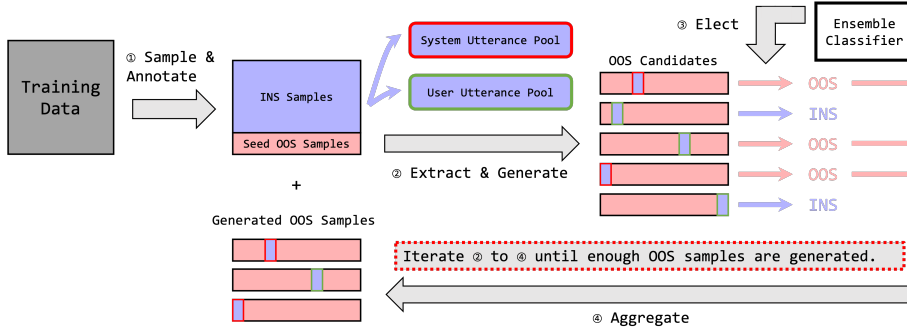 Training
Data
① Sample &
Annotate
INS Samples
Seed OOS Samples
System Utterance Pool
User Utterance Pool
② Extract & Generate
③ Elect
Ensemble
Classifier
OOS Candidates
OOS
INS
OOS
OOS
INS
+
Generated OOS Samples
Iterate ② to ④ until enough OOS samples are generated.
④ Aggregate